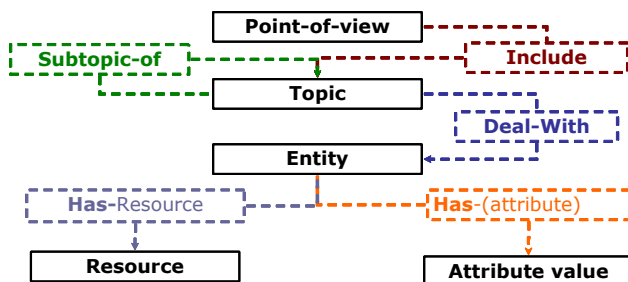 Point-of-view
Subtopic-of
Include
Topic
Deal-With
Entity
Has-Resource
Has-(attribute)
Resource
Attribute value